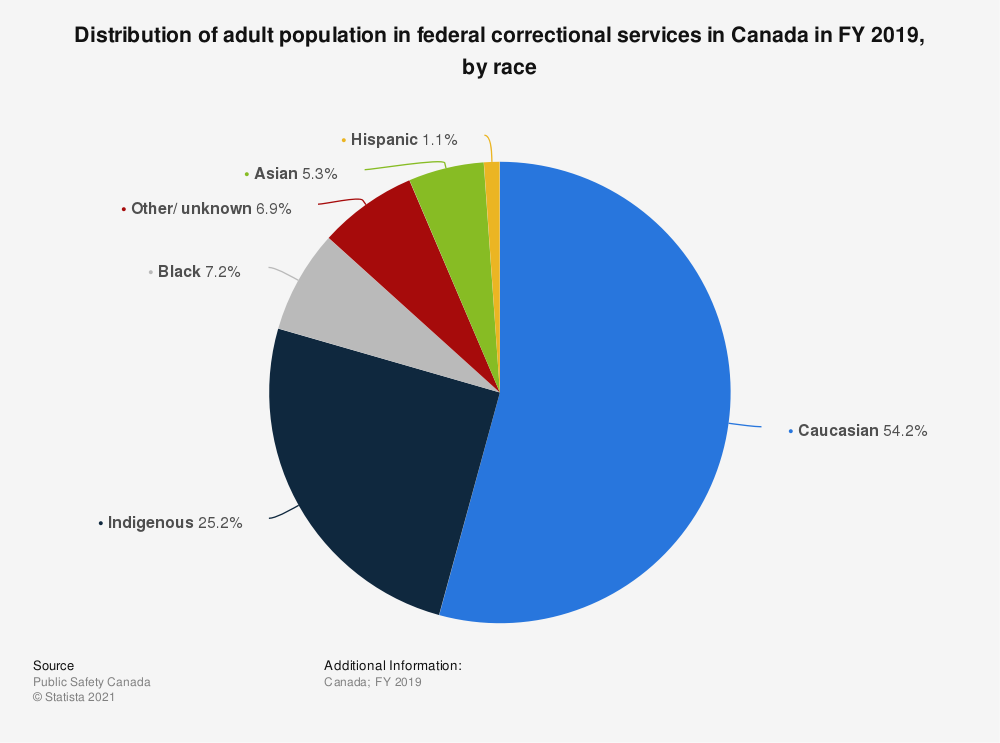 Distribution of adult population in federal correctional services in Canada in FY 2019,
by race
• Hispanic 1.1%
• Asian 5.3%
• Other/ unknown 6.9%
• Black 7.2%
• Caucasian 54.2%
• Indigenous 25.2%
Source
Public Safety Canada
© Statista 2021
Additional Information:
Canada; FY 2019